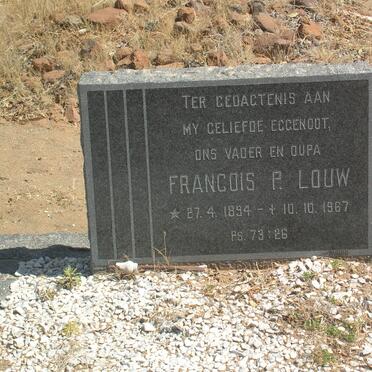 TER GEDACTENIS AAN
MY GELIEFDE EGGENOOT,
ONS VADER EN OUPA
FRANCOIS P. LOUW
★ 27.4.1894 - ✝ 10.10.1967
PS. 73:26